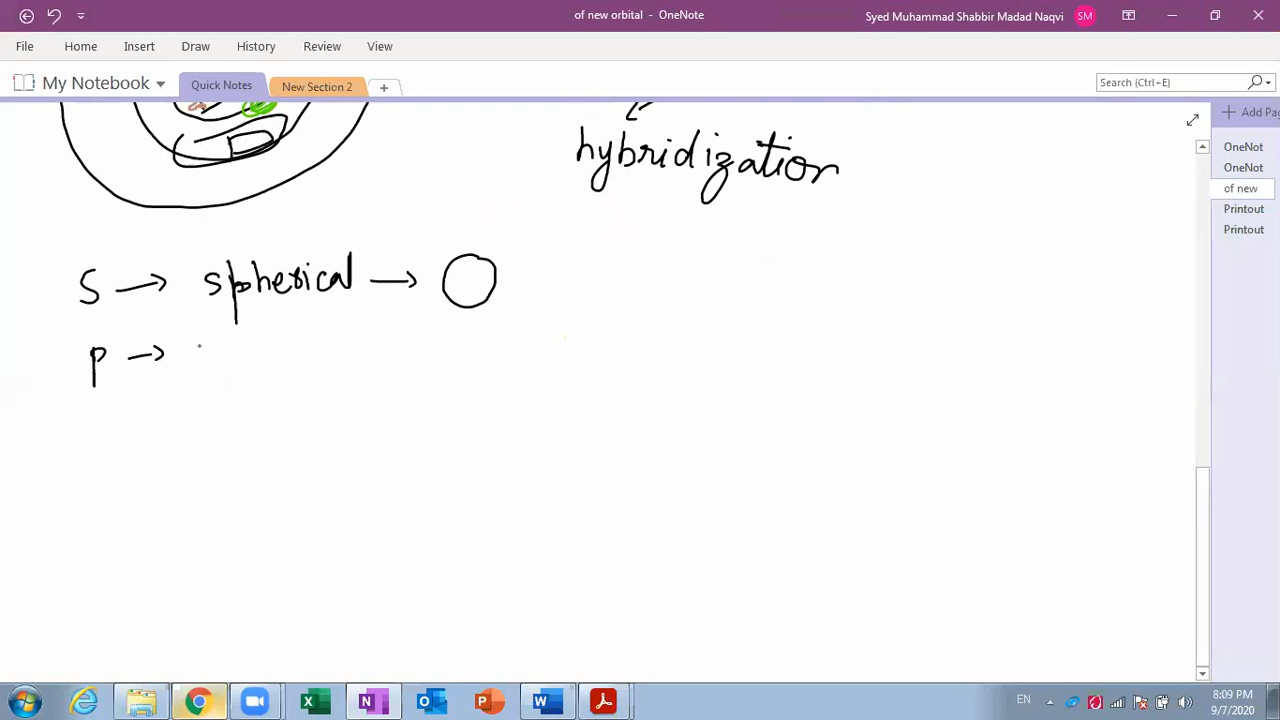 of new orbital - OneNote
Syed Muhammad Shabbir Madad Naqvi SM
File Home Insert Draw History Review View
My Notebook Quick Notes New Section 2 Search (Ctrl+E)
Add Pa
OneNot
OneNot
of new
Printout
Printout
hybridization
S → spherical →
p →
EN
8:09 PM
9/7/2020